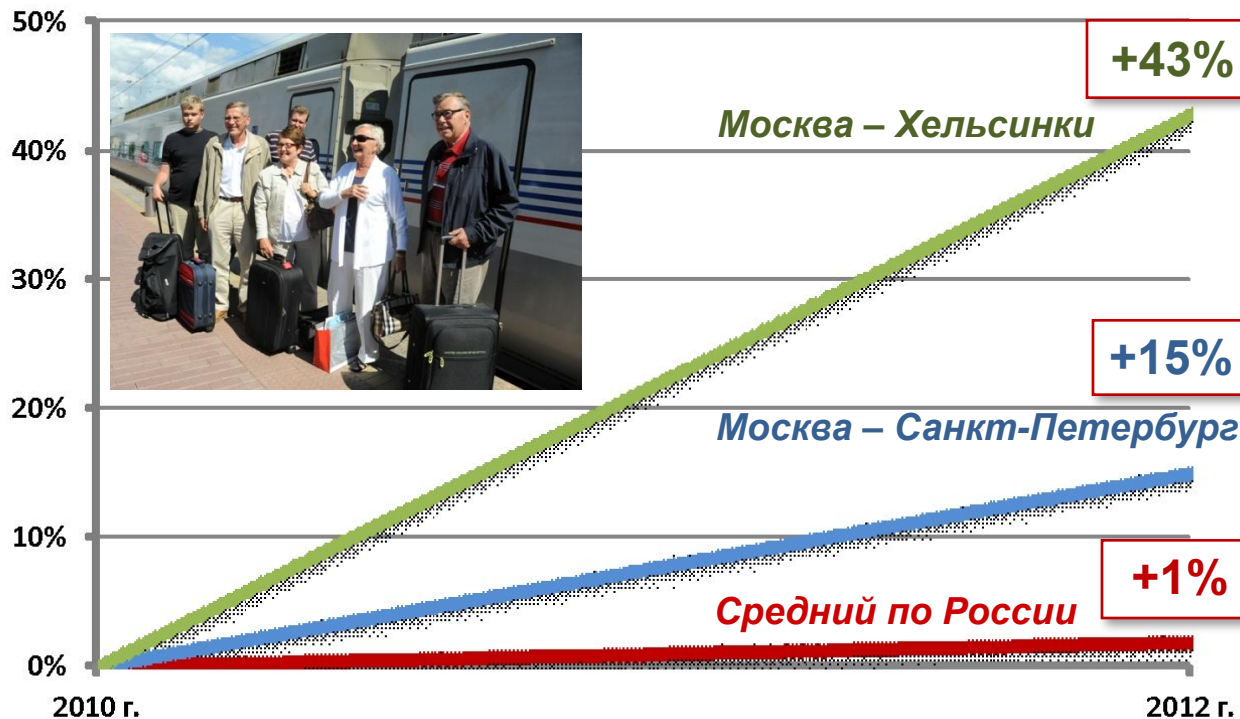 50%
+43%
Москва – Хельсинки
40%
30%
+15%
20%
Москва – Санкт-Петербург
10%
+1%
Средний по России
0%
2010 г.
2012 г.